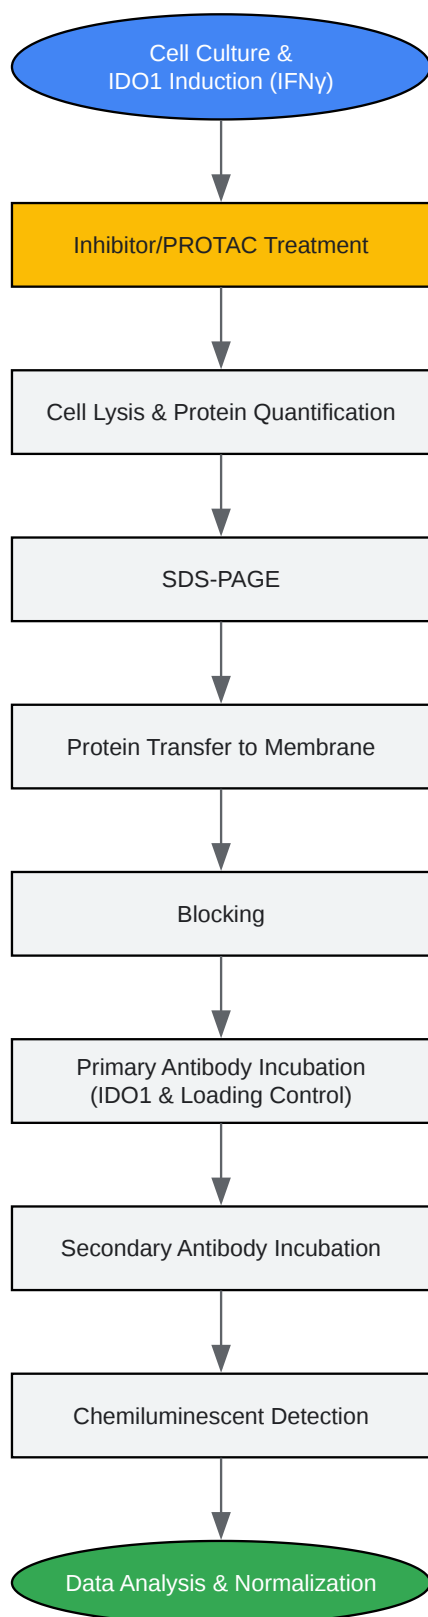 Cell Culture &
IDO1 Induction (IFNγ)
Inhibitor/PROTAC Treatment
Cell Lysis & Protein Quantification
SDS-PAGE
Protein Transfer to Membrane
Blocking
Primary Antibody Incubation
(IDO1 & Loading Control)
Secondary Antibody Incubation
Chemiluminescent Detection
Data Analysis & Normalization